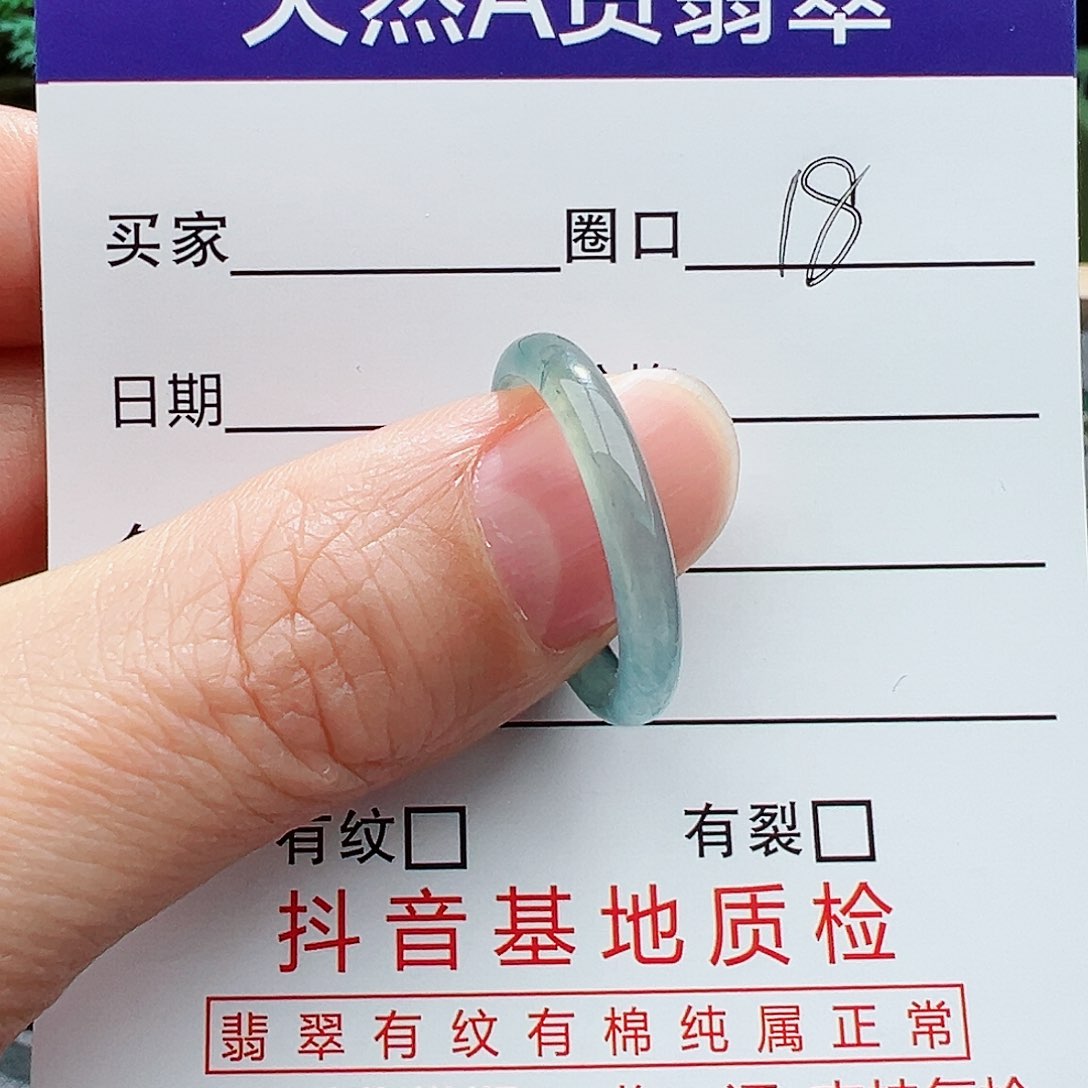 天然A货翡翠
买家 圈口 18
日期
有纹□ 有裂□
抖音基地质检
翡翠有纹有棉纯属正常